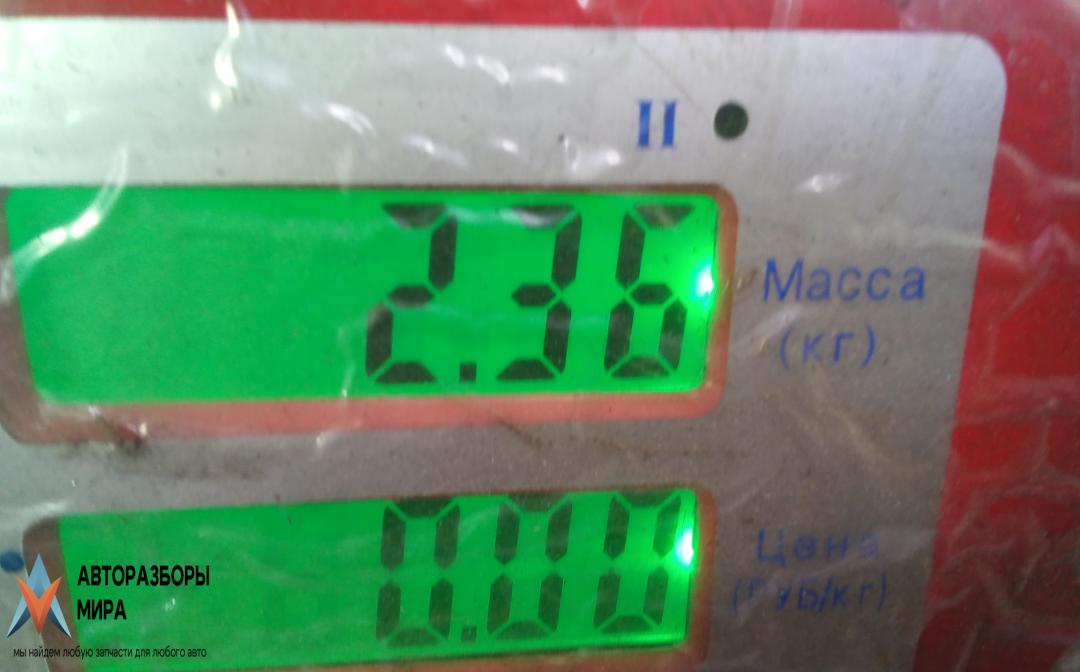 II
2.36
Масса
(кг)
0.00
Цена
(РУБ/кг)
АВТОРАЗБОРЫ
МИРА
мы найдем любую запчасти для любого авто